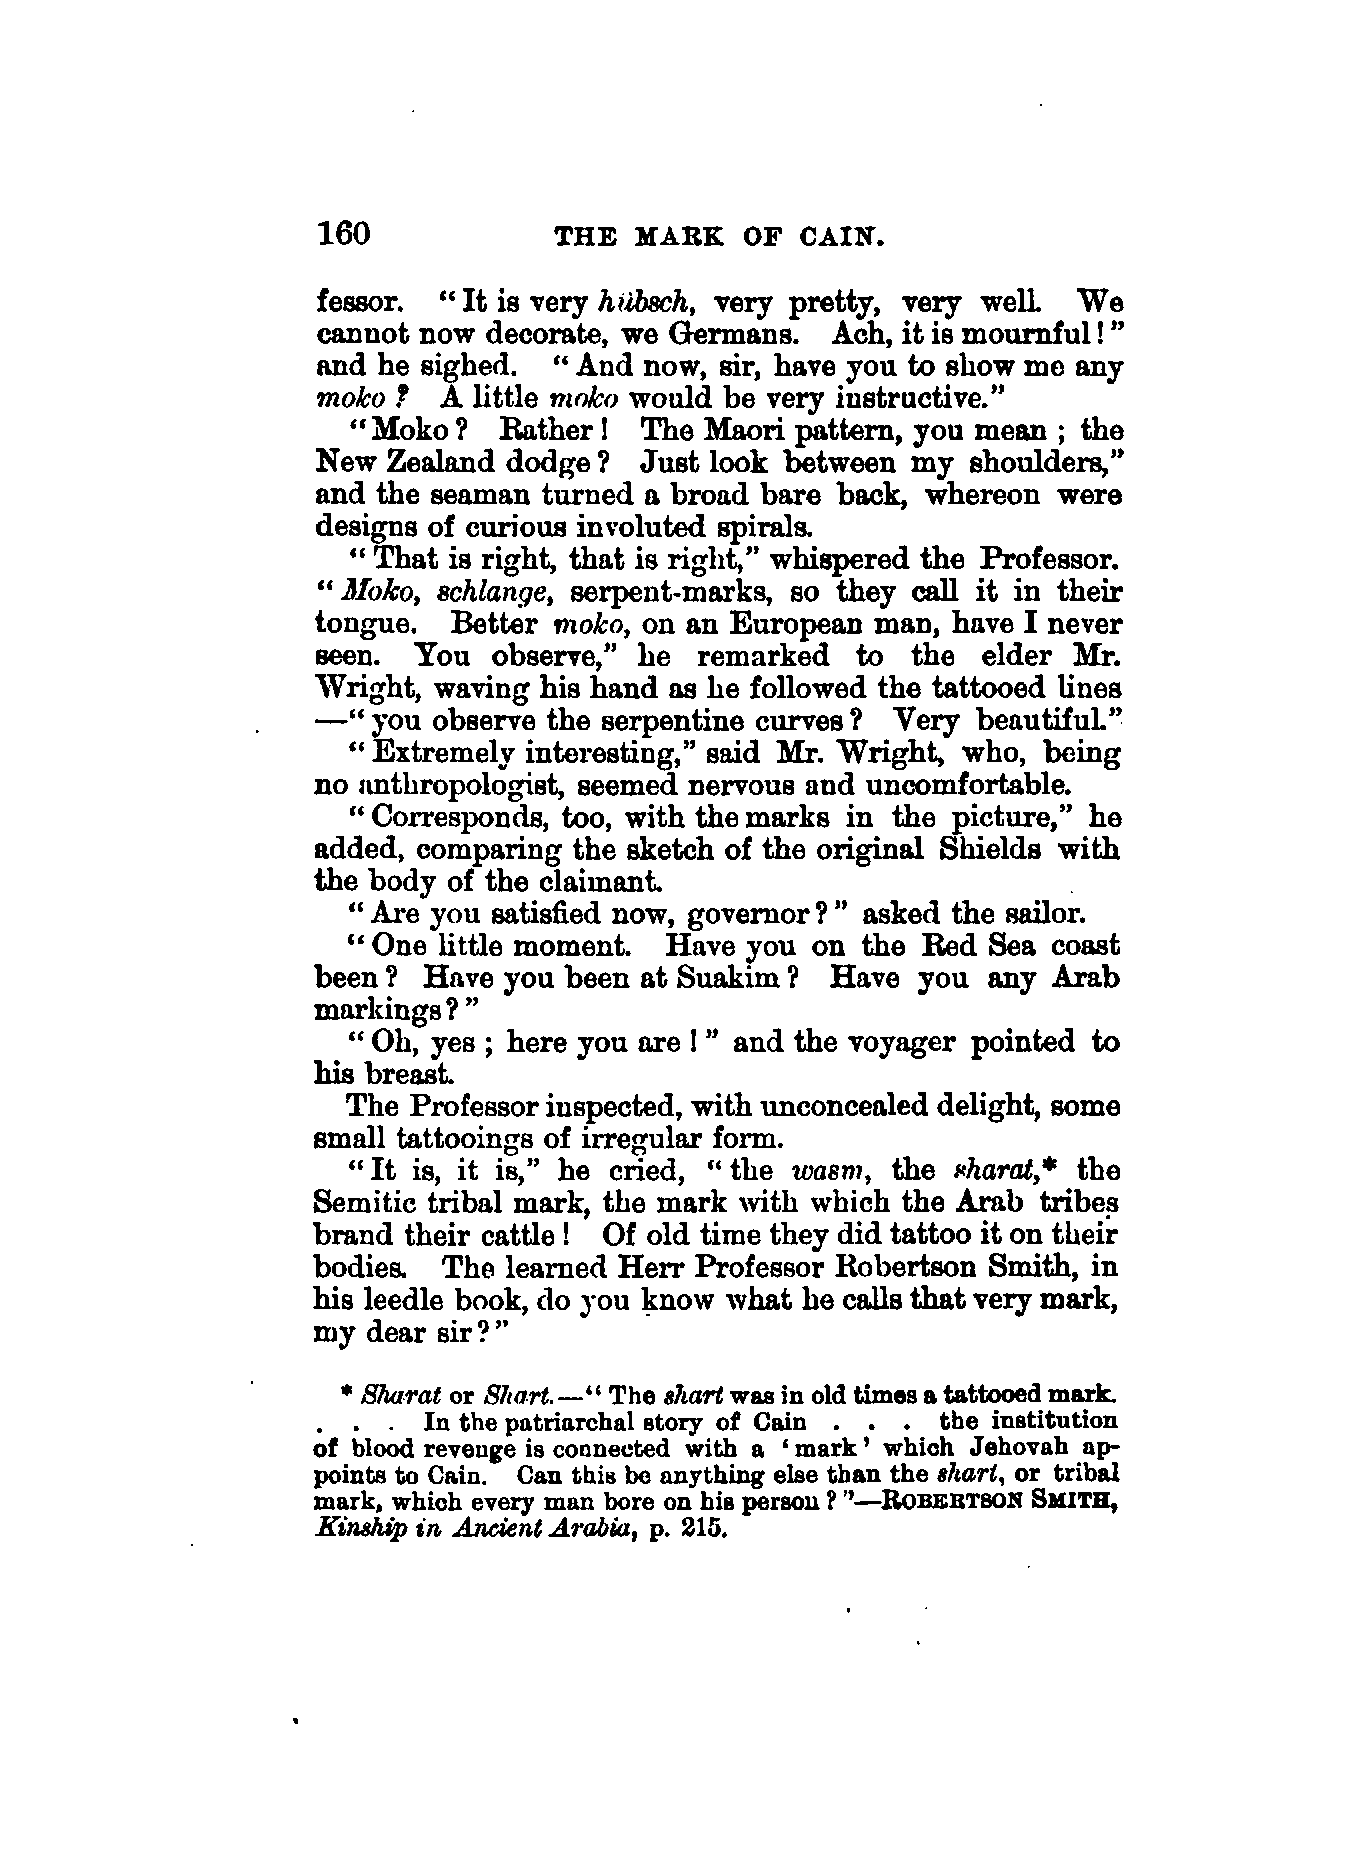 160 THE MARK OF CAIN.
fessor. “It is very hübsch, very pretty, very well. We
cannot now decorate, we Germans. Ach, it is mournful!”
and he sighed. “And now, sir, have you to show me any
moko? A little moko would be very instructive.”
“Moko? Rather! The Maori pattern, you mean; the
New Zealand dodge? Just look between my shoulders,”
and the seaman turned a broad bare back, whereon were
designs of curious involuted spirals.
“That is right, that is right,” whispered the Professor.
“Moko, schlange, serpent-marks, so they call it in their
tongue. Better moko, on an European man, have I never
seen. You observe,” he remarked to the elder Mr.
Wright, waving his hand as he followed the tattooed lines
—“you observe the serpentine curves? Very beautiful.”
“Extremely interesting,” said Mr. Wright, who, being
no anthropologist, seemed nervous and uncomfortable.
“Corresponds, too, with the marks in the picture,” he
added, comparing the sketch of the original Shields with
the body of the claimant.
“Are you satisfied now, governor?” asked the sailor.
“One little moment. Have you on the Red Sea coast
been? Have you been at Suakim? Have you any Arab
markings?”
“Oh, yes; here you are!” and the voyager pointed to
his breast.
The Professor inspected, with unconcealed delight, some
small tattooings of irregular form.
“It is, it is,” he cried, “the wasm, the sharat,* the
Semitic tribal mark, the mark with which the Arab tribes
brand their cattle! Of old time they did tattoo it on their
bodies. The learned Herr Professor Robertson Smith, in
his leedle book, do you know what he calls that very mark,
my dear sir?”
* Sharat or Shart.—“The shart was in old times a tattooed mark.
. . . In the patriarchal story of Cain . . . the institution
of blood revenge is connected with a ‘mark’ which Jehovah ap-
points to Cain. Can this be anything else than the shart, or tribal
mark, which every man bore on his person?”—ROBERTSON SMITH,
Kinship in Ancient Arabia, p. 215.